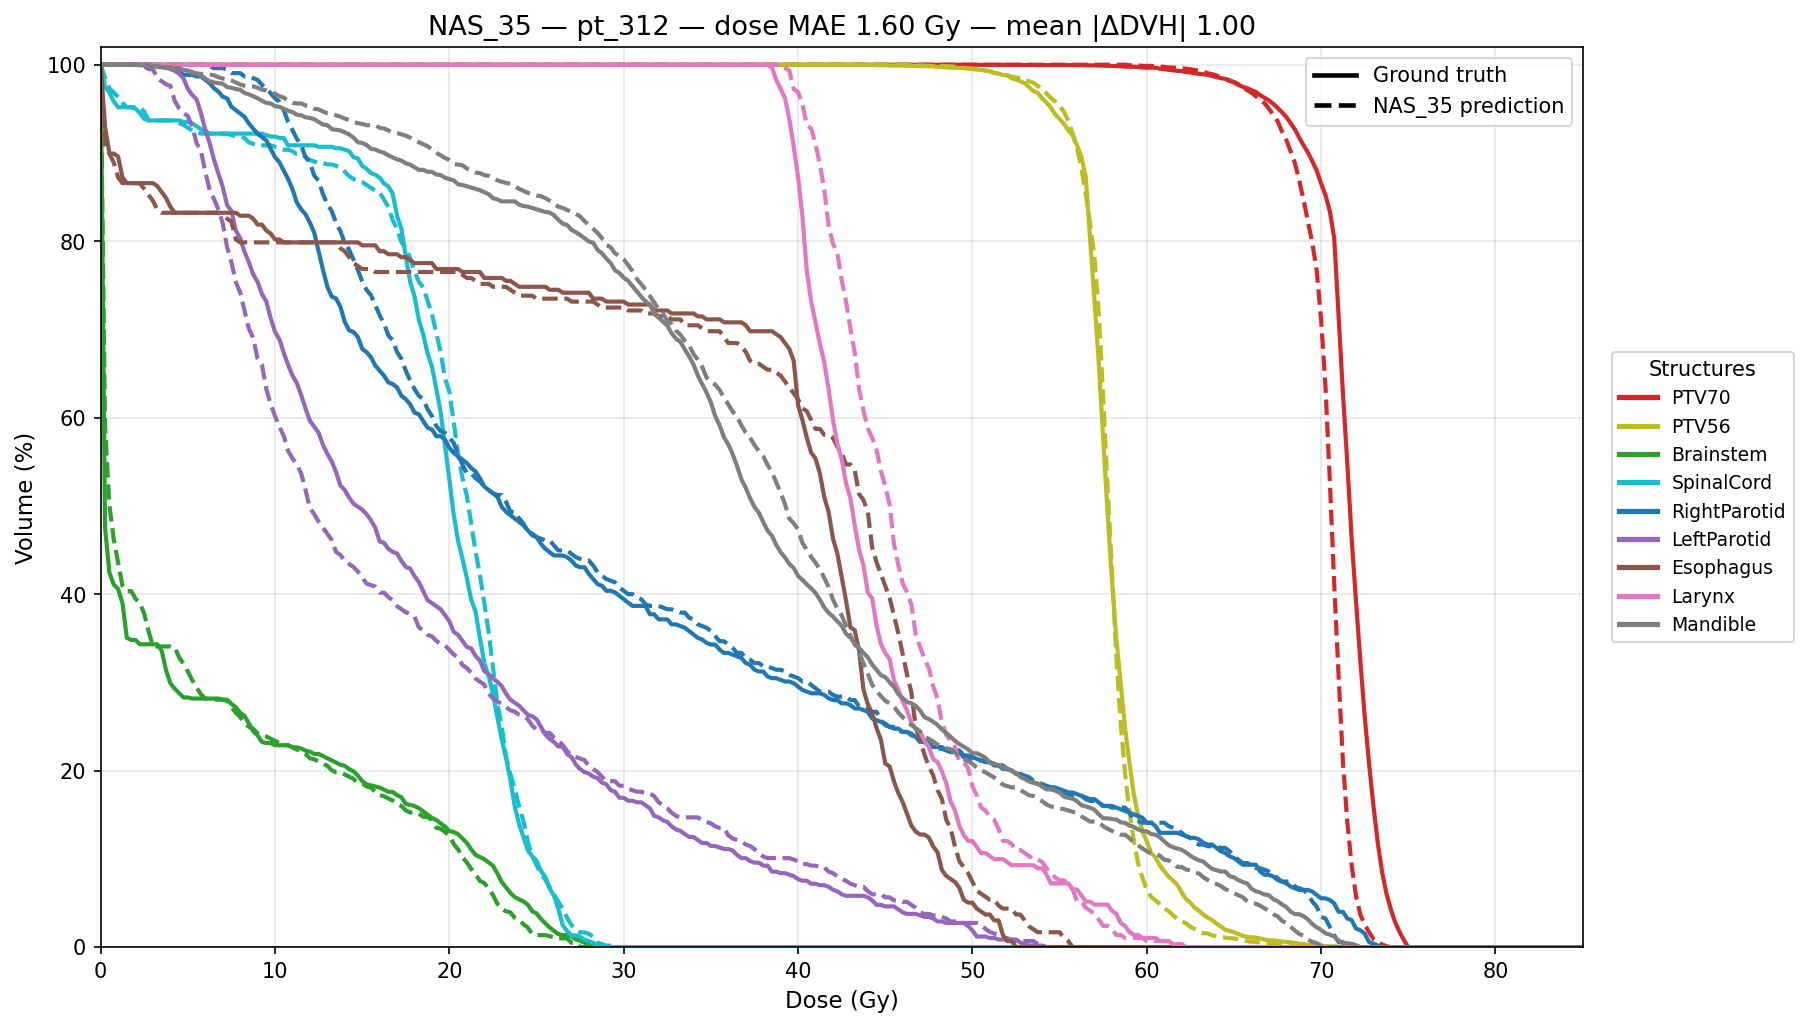 NAS_35 — pt_312 — dose MAE 1.60 Gy — mean |ΔDVH| 1.00
Ground truth
NAS_35 prediction
Volume (%)
100
80
60
40
20
0
0 10 20 30 40 50 60 70 80
Dose (Gy)
Structures
PTV70
PTV56
Brainstem
SpinalCord
RightParotid
LeftParotid
Esophagus
Larynx
Mandible